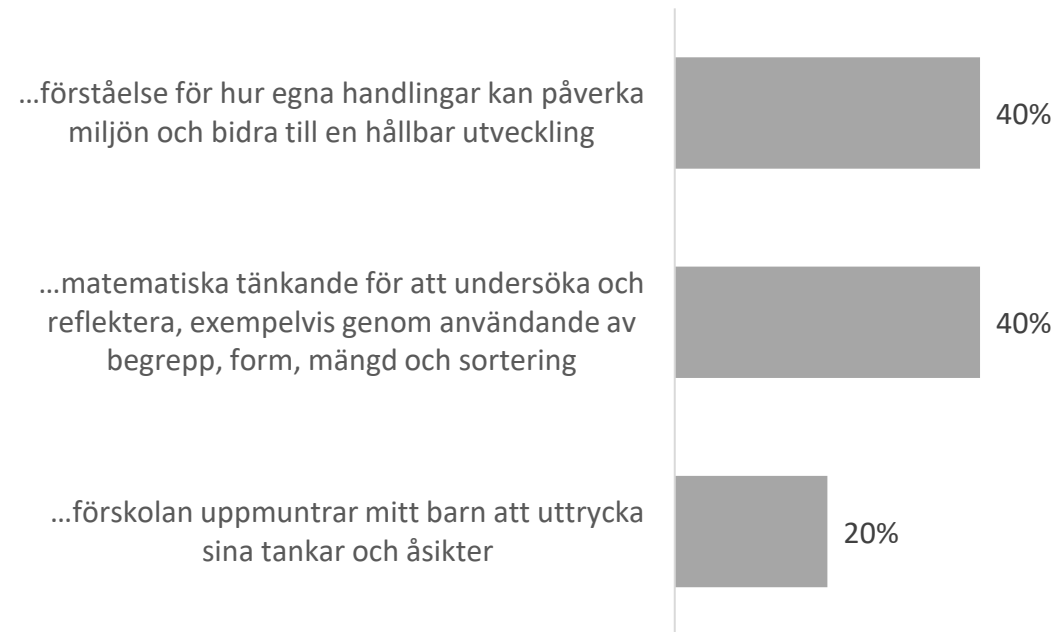 ...förståelse för hur egna handlingar kan påverka
miljön och bidra till en hållbar utveckling
40%
...matematiska tänkande för att undersöka och
reflektera, exempelvis genom användande av
begrepp, form, mängd och sortering
40%
...förskolan uppmuntrar mitt barn att uttrycka
sina tankar och åsikter
20%